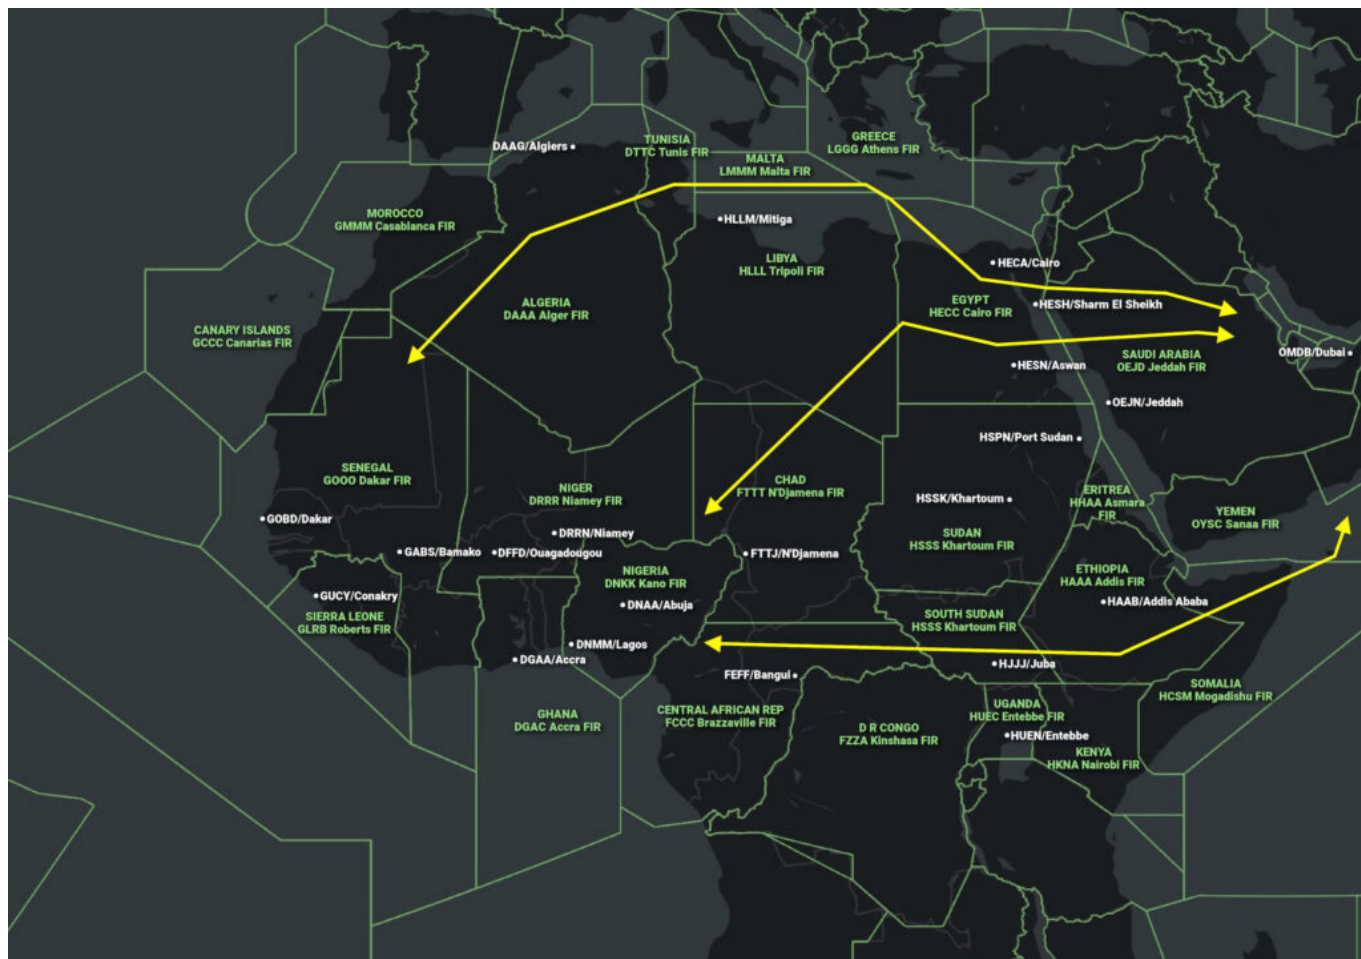 DAAG/Algiers
TUNISIA
DTTC Tunis FIR
MALTA
LMMM Malta FIR
GREECE
LGGG Athens FIR
MOROCCO
GMMM Casablanca FIR
HLLM/Mitiga
LIBYA
HLLL Tripoli FIR
HECA/Cairo
ALGERIA
DAAA Alger FIR
EGYPT
HECC Cairo FIR
HESH/Sharm El Sheikh
CANARY ISLANDS
GCCC Canarias FIR
SAUDI ARABIA
OEJD Jeddah FIR
OMDB/Dubai
HESN/Aswan
OEJN/Jeddah
HSPN/Port Sudan
SENEGAL
GOOO Dakar FIR
NIGER
DRRR Niamey FIR
CHAD
FTTT N'Djamena FIR
HSSK/Khartoum
ERITREA
HHAA Asmara
FIR
YEMEN
OYSC Sanaa FIR
GOBD/Dakar
DRRN/Niamey
SUDAN
HSSS Khartoum FIR
GABS/Bamako
DFFD/Ouagadougou
FTTJ/N'Djamena
NIGERIA
DNKK Kano FIR
ETHIOPIA
HAAA Addis FIR
GUCY/Conakry
DNAA/Abuja
HAAB/Addis Ababa
SIERRA LEONE
GLRB Roberts FIR
SOUTH SUDAN
HSSS Khartoum FIR
DNMM/Lagos
DGAA/Accra
HJJJ/Juba
FEFF/Bangui
SOMALIA
HCSM Mogadishu FIR
GHANA
DGAC Accra FIR
CENTRAL AFRICAN REP
FCCC Brazzaville FIR
UGANDA
HUEC Entebbe FIR
D R CONGO
FZZA Kinshasa FIR
HUEN/Entebbe
KENYA
HKNA Nairobi FIR